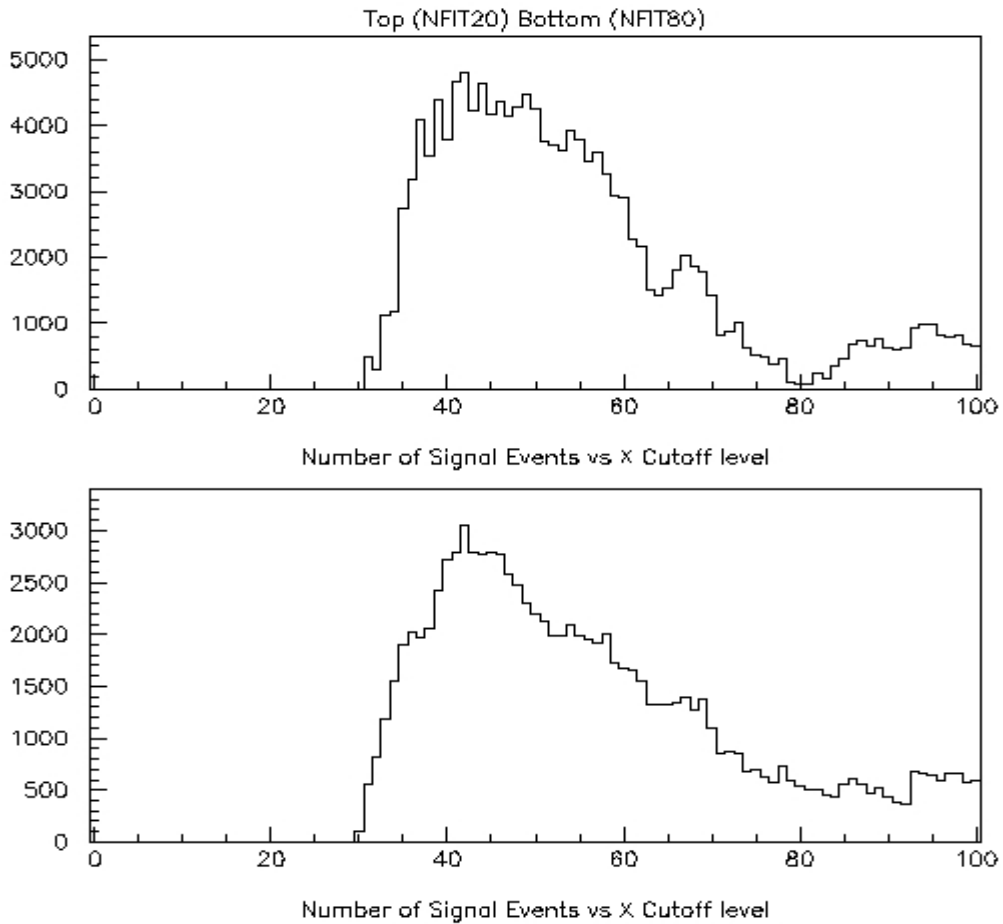 Top (NFIT20) Bottom (NFIT80)
5000
4000
3000
2000
1000
0
0 20 40 60 80 100
Number of Signal Events vs X Cutoff level
3000
2500
2000
1500
1000
500
0
0 20 40 60 80 100
Number of Signal Events vs X Cutoff level